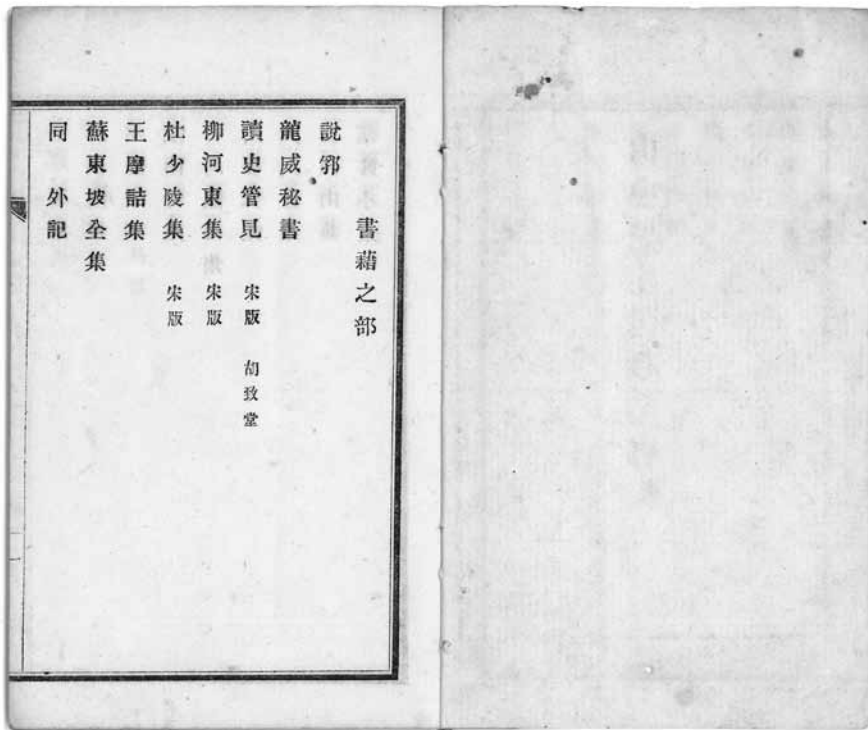 書藉之部
說郛
龍威秘書
讀史管見 宋版 胡致堂
柳河東集 宋版
杜少陵集 宋版
王摩詰集
蘇東坡全集
同外記
一